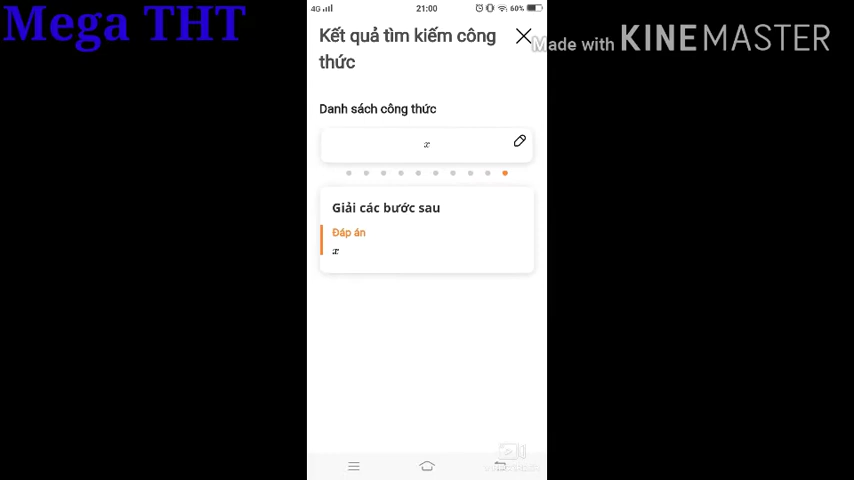 Mega THT
Made with KINEMASTER
4G 21:00 60%
Kết quả tìm kiếm công
thức
Danh sách công thức
x
Giải các bước sau
Đáp án
x